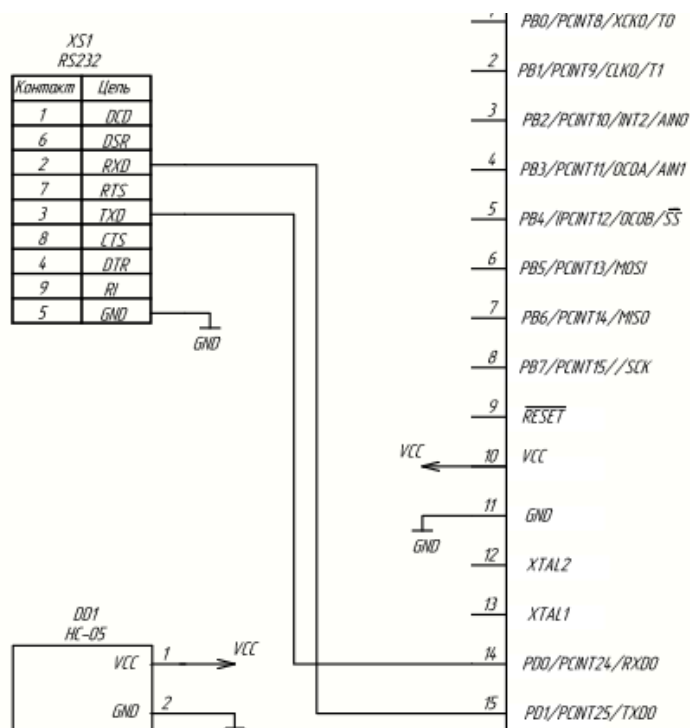 XS1
RS232
Контакт Цепь
1 DCD
6 DSR
2 RXD
7 RTS
3 TXD
8 CTS
4 DTR
9 RI
5 GND
GND
DD1
HC-05
VCC 1 VCC
GND 2
1 PB0/PCINT8/XCK0/T0
2 PB1/PCINT9/CLKO/T1
3 PB2/PCINT10/INT2/AIN0
4 PB3/PCINT11/OC0A/AIN1
5 PB4/IPCINT12/OC0B/SS
6 PB5/PCINT13/MOSI
7 PB6/PCINT14/MISO
8 PB7/PCINT15//SCK
9 RESET
VCC 10 VCC
11 GND
GND
12 XTAL2
13 XTAL1
14 PD0/PCINT24/RXD0
15 PD1/PCINT25/TXD0